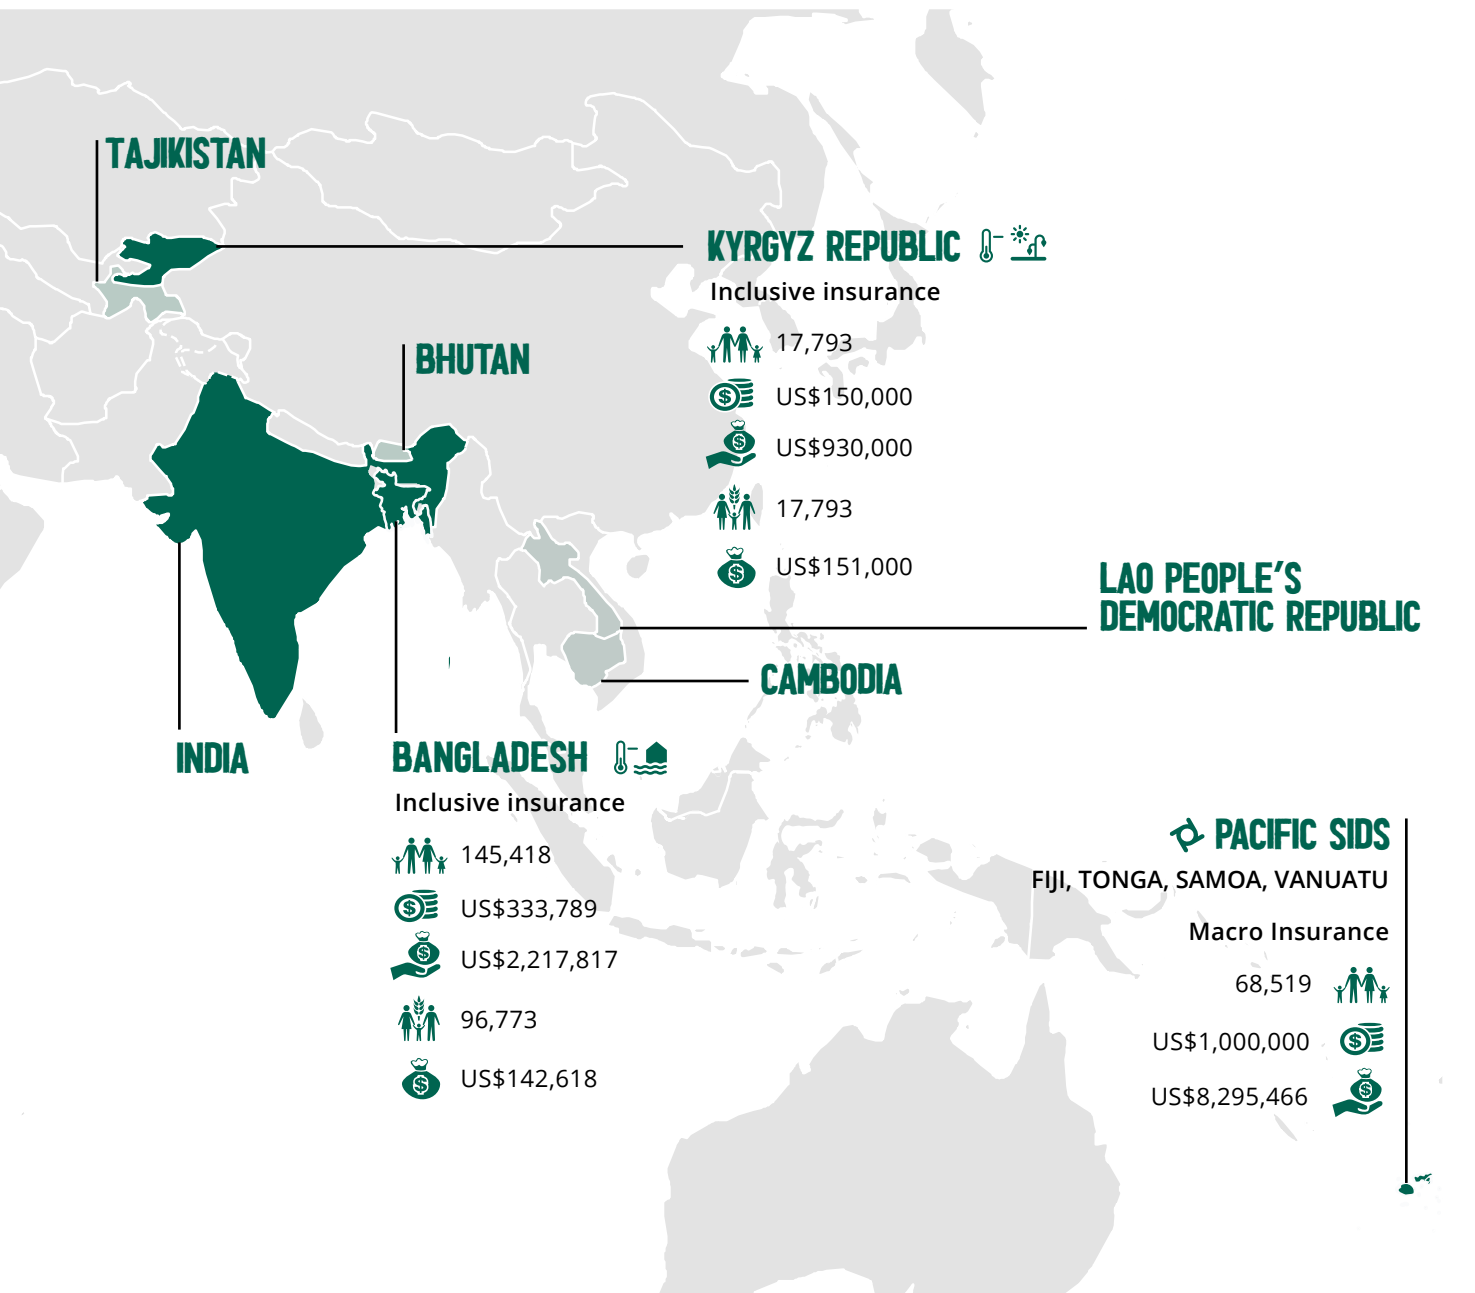 TAJIKISTAN
KYRGYZ REPUBLIC
Inclusive insurance
17,793
US$150,000
US$930,000
17,793
US$151,000
BHUTAN
LAO PEOPLE’S
DEMOCRATIC REPUBLIC
CAMBODIA
INDIA
BANGLADESH
Inclusive insurance
145,418
US$333,789
US$2,217,817
96,773
US$142,618
PACIFIC SIDS
FIJI, TONGA, SAMOA, VANUATU
Macro Insurance
68,519
US$1,000,000
US$8,295,466